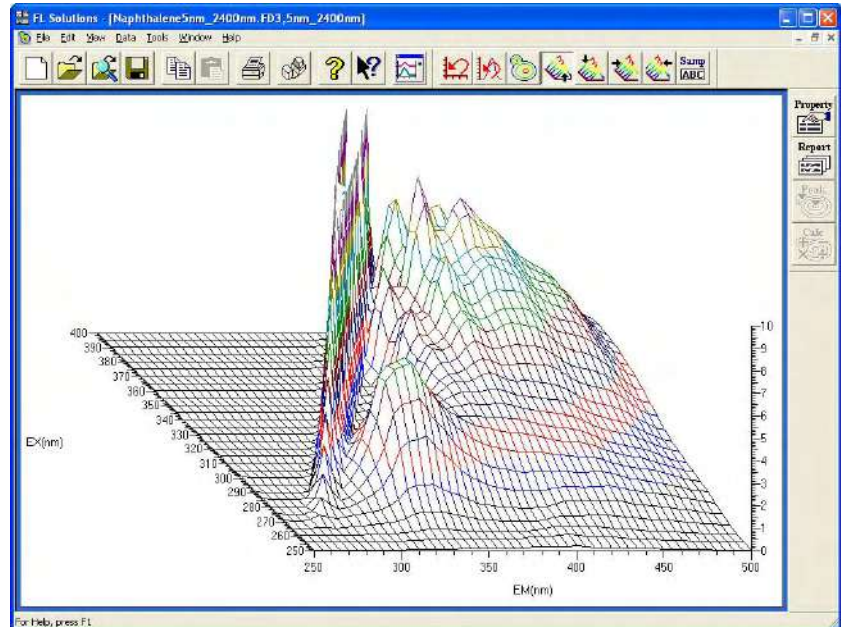 FL Solutions - [Naphthalene5nm_2400nm.FD3,5nm_2400nm]
File Edit View Data Tools Window Help
Samp
ABC
Property
Report
Peak
Calc
400
390
380
370
360
350
340
330
320
310
300
290
280
270
260
250
EX(nm)
10
9
8
7
6
5
4
3
2
1
0
250 300 350 400 450 500
EM(nm)
For Help, press F1